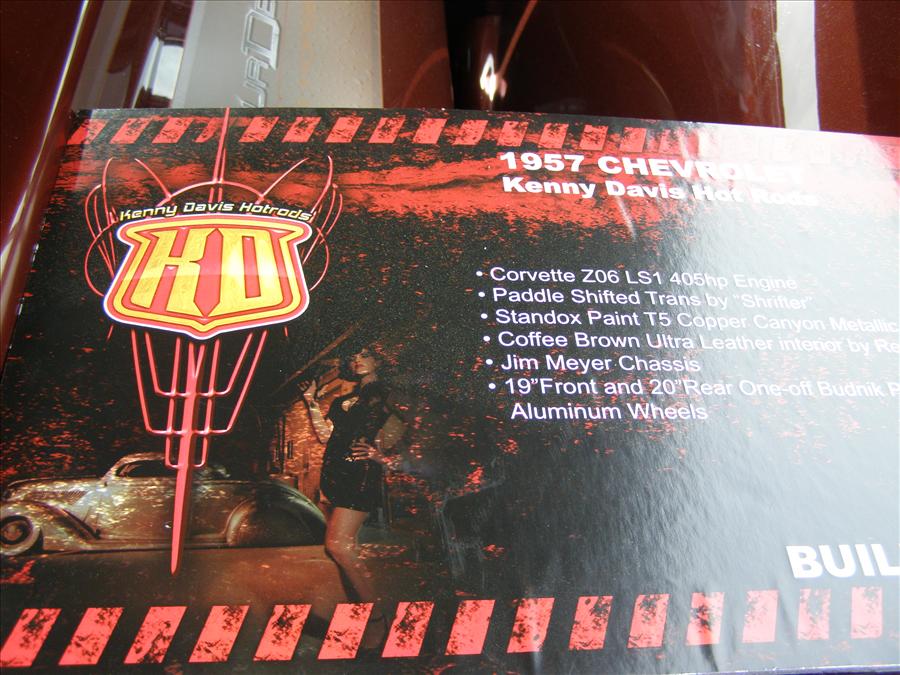 Kenny Davis Hotrods
KD
1957 CHEVROLET
Kenny Davis Hot Rods
• Corvette Z06 LS1 405hp Engine
• Paddle Shifted Trans by "Shrifter"
• Standox Paint T5 Copper Canyon Metallic
• Coffee Brown Ultra Leather interior by Re
• Jim Meyer Chassis
• 19"Front and 20"Rear One-off Budnik P
Aluminum Wheels
BUIL